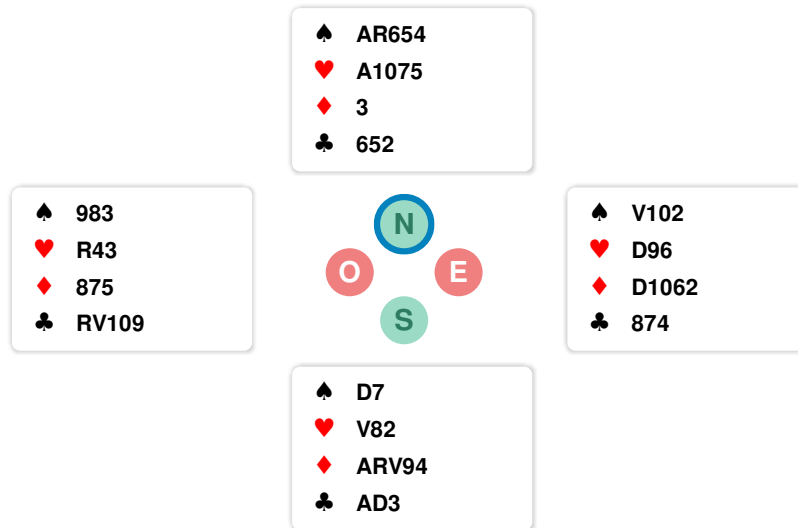 ♠ AR654
♥ A1075
♦ 3
♣ 652
♠ 983
♥ R43
♦ 875
♣ RV109
N
O E
S
♠ V102
♥ D96
♦ D1062
♣ 874
♠ D7
♥ V82
♦ ARV94
♣ AD3